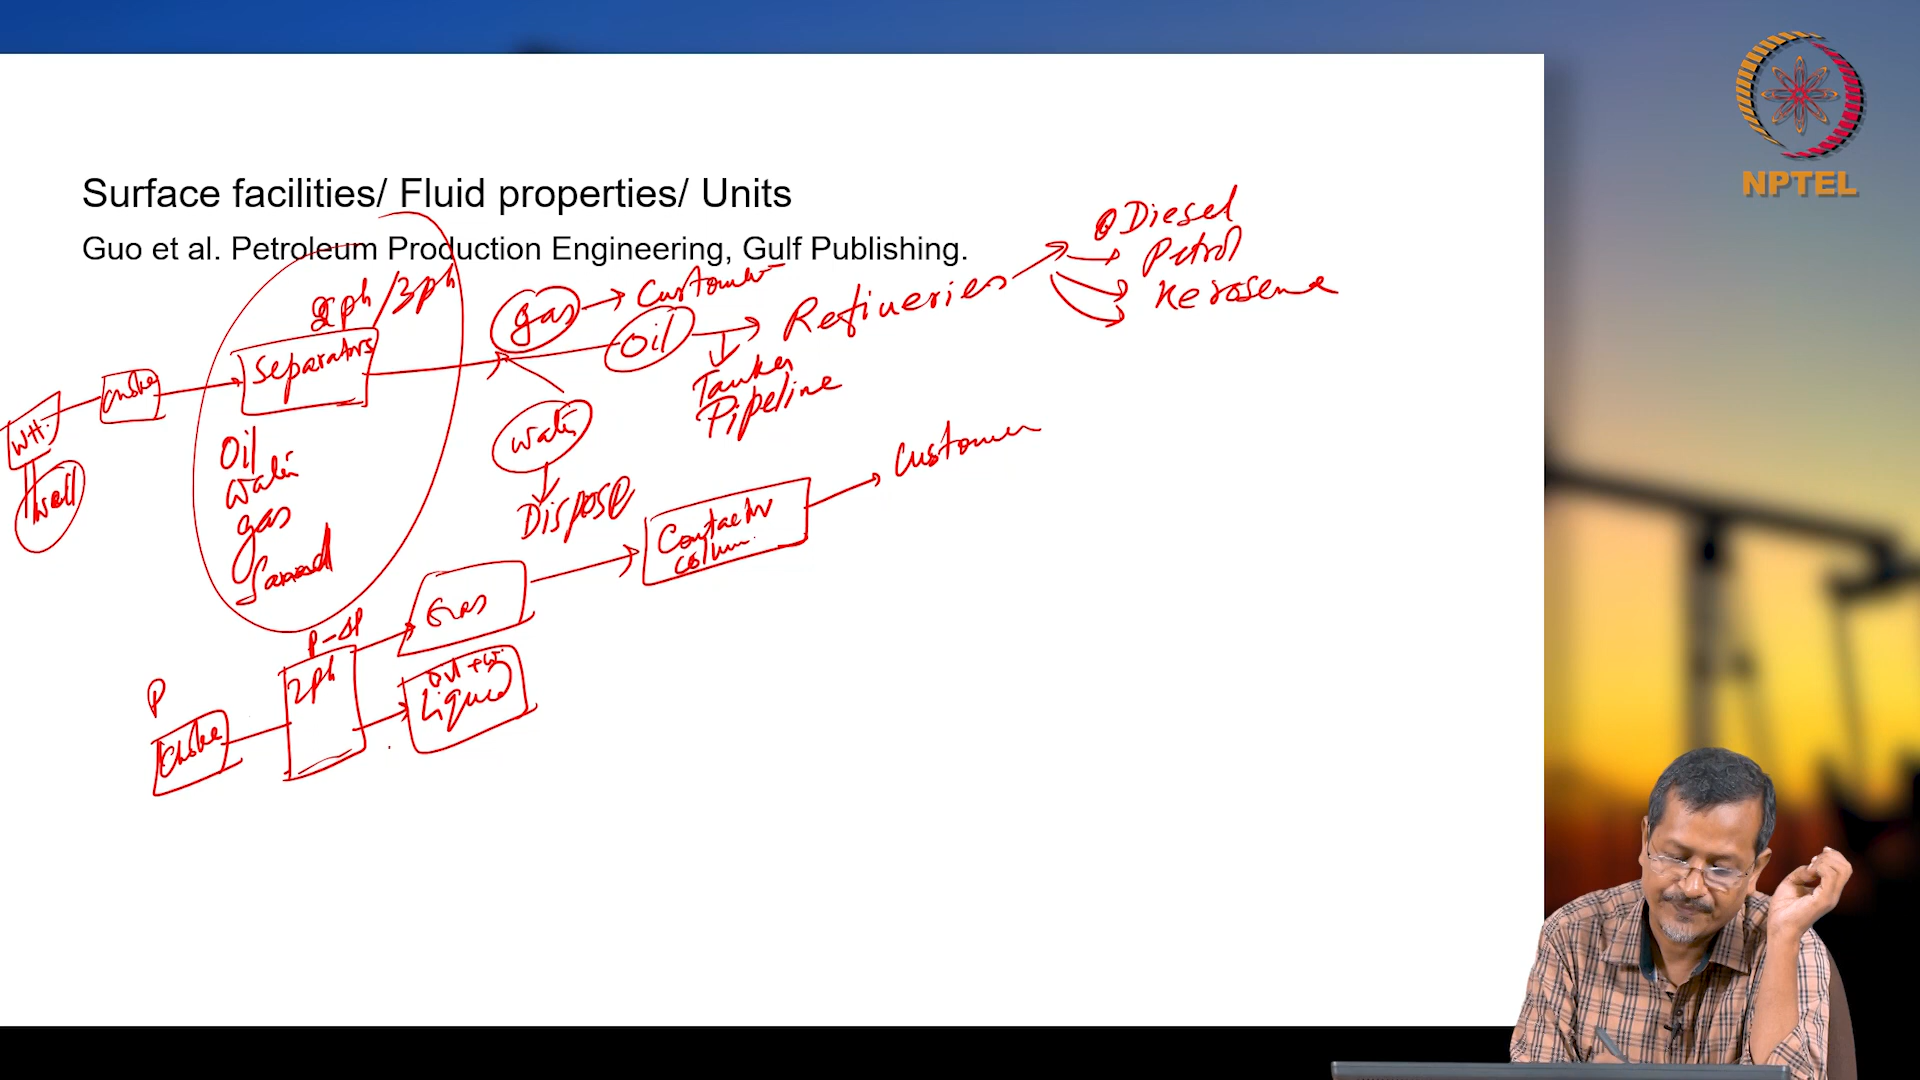 NPTEL
Surface facilities/ Fluid properties/ Units
Guo et al. Petroleum Production Engineering, Gulf Publishing.
Diesel
Petrol
Kerosene
2ph/3ph
gas
Customer
Oil
Refineries
Separators
Tanker
Pipeline
choke
W.H.
Well
Oil
Water
gas
Sand
Water
Dispose
Contactor
Column
Customer
P-ΔP
2ph
Gas
Oil + W.
Liquid
P
Choke